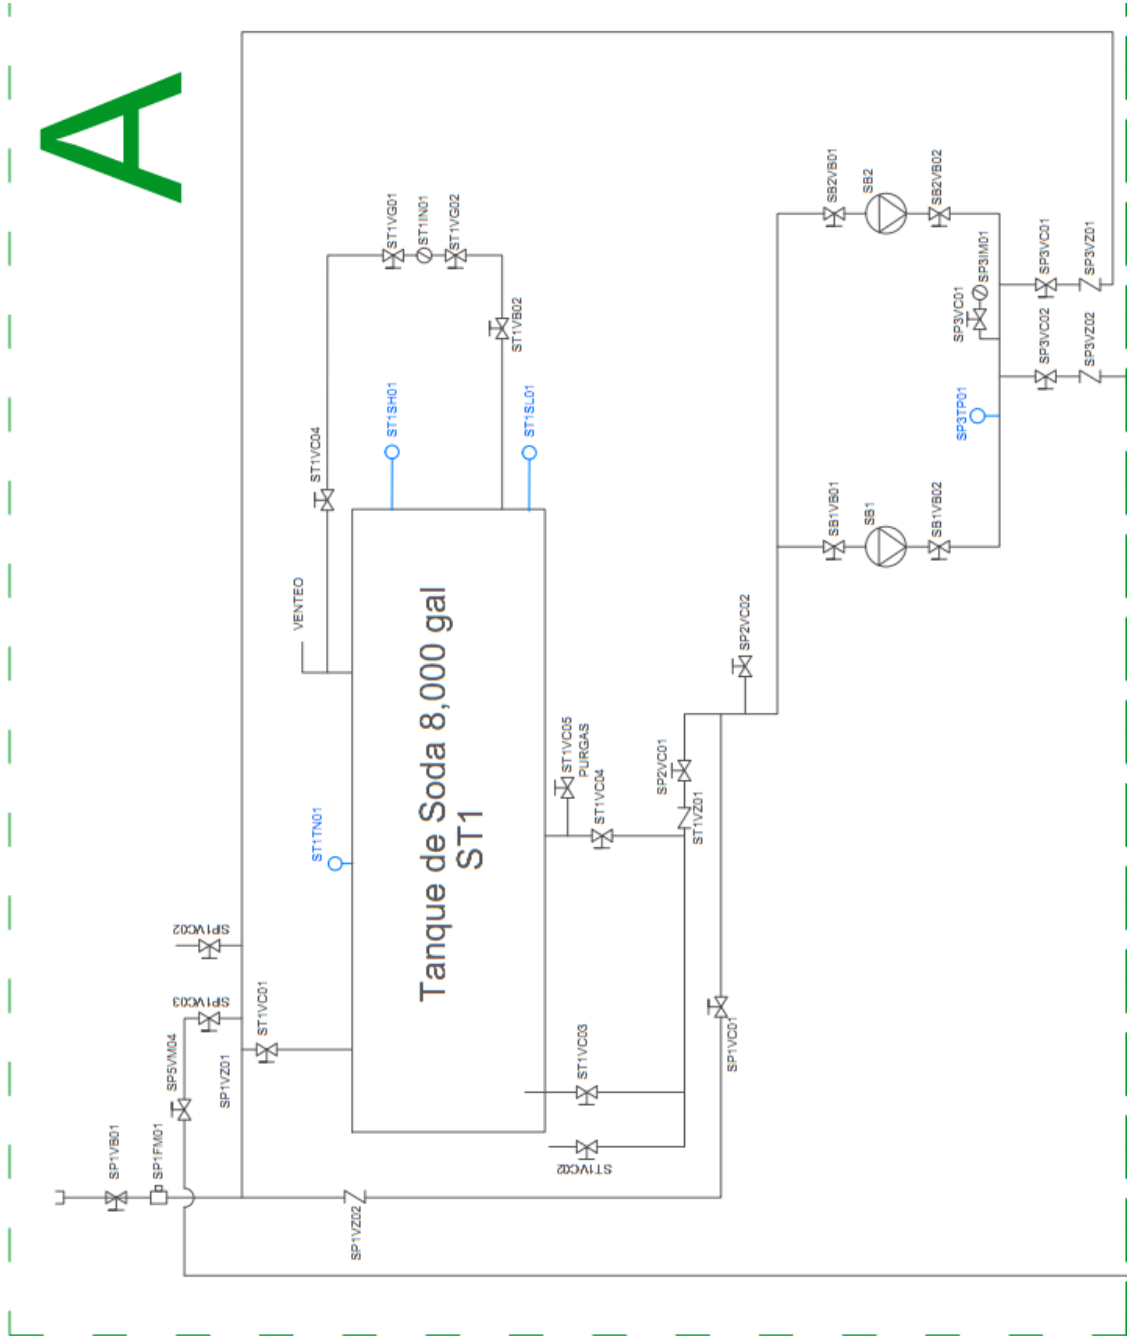 A
ST1VG01
ST1IN01
ST1VG02
ST1VB02
ST1VC04
ST1SH01
ST1SL01
VENTEO
Tanque de Soda 8,000 gal
ST1
ST1TN01
SP1VC02
SP1VC03
ST1VC01
SP5VM04
SP1VZ01
SP1VB01
SP1FM01
SP1VZ02
ST1VC02
ST1VC03
ST1VC04
ST1VC05
PURGAS
ST1VZ01
SP2VC01
SP2VC02
SP1VC01
SB1VB01
SB1
SB1VB02
SB2VB01
SB2
SB2VB02
SP3TP01
SP3VC01
SP3IM01
SP3VC01
SP3VZ01
SP3VC02
SP3VZ02